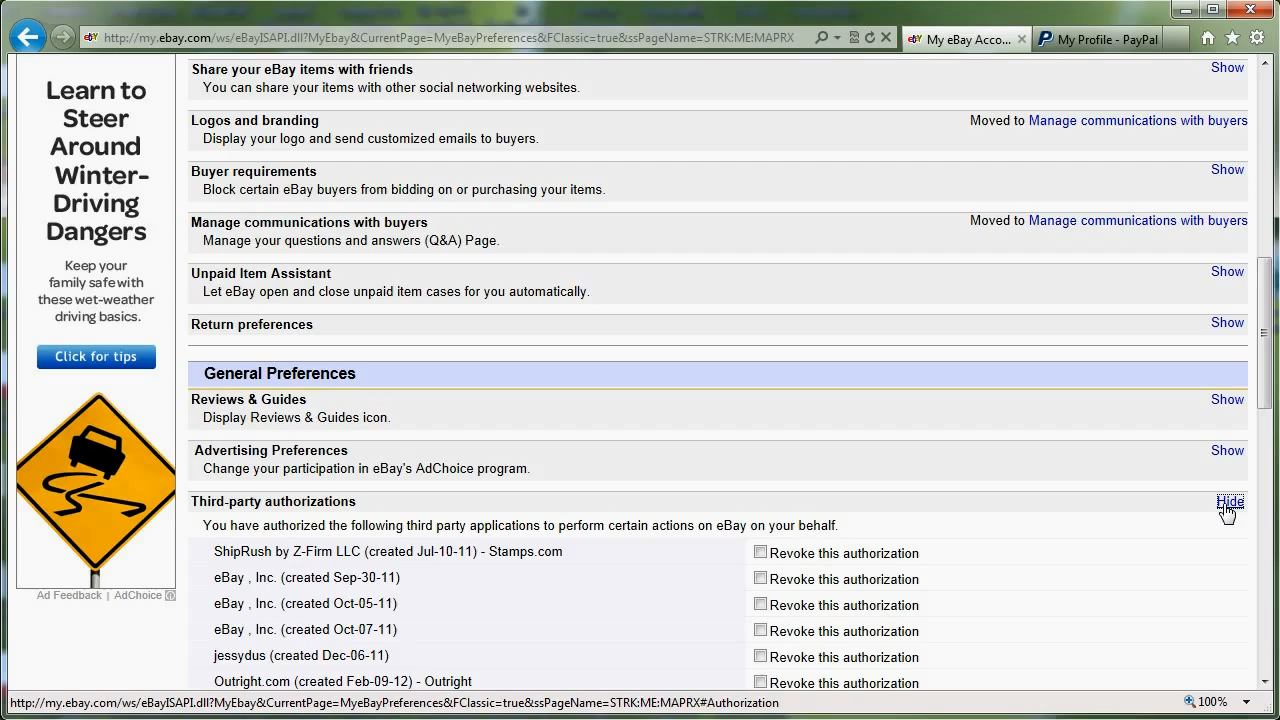 http://my.ebay.com/ws/eBayISAPI.dll?MyEbay&CurrentPage=MyeBayPreferences&FClassic=true&ssPageName=STRK:ME:MAPRX
My eBay Acco...
My Profile - PayPal
Learn to
Steer
Around
Winter-
Driving
Dangers
Keep your
family safe with
these wet-weather
driving basics.
Click for tips
Ad Feedback | AdChoice
Share your eBay items with friends
Show
You can share your items with other social networking websites.
Logos and branding
Moved to Manage communications with buyers
Display your logo and send customized emails to buyers.
Buyer requirements
Show
Block certain eBay buyers from bidding on or purchasing your items.
Manage communications with buyers
Moved to Manage communications with buyers
Manage your questions and answers (Q&A) Page.
Unpaid Item Assistant
Show
Let eBay open and close unpaid item cases for you automatically.
Return preferences
Show
General Preferences
Reviews & Guides
Show
Display Reviews & Guides icon.
Advertising Preferences
Show
Change your participation in eBay's AdChoice program.
Third-party authorizations
Hide
You have authorized the following third party applications to perform certain actions on eBay on your behalf.
ShipRush by Z-Firm LLC (created Jul-10-11) - Stamps.com
Revoke this authorization
eBay , Inc. (created Sep-30-11)
Revoke this authorization
eBay , Inc. (created Oct-05-11)
Revoke this authorization
eBay , Inc. (created Oct-07-11)
Revoke this authorization
jessydus (created Dec-06-11)
Revoke this authorization
Outright.com (created Feb-09-12) - Outright
Revoke this authorization
http://my.ebay.com/ws/eBayISAPI.dll?MyEbay&CurrentPage=MyeBayPreferences&FClassic=true&ssPageName=STRK:ME:MAPRX#Authorization
100%